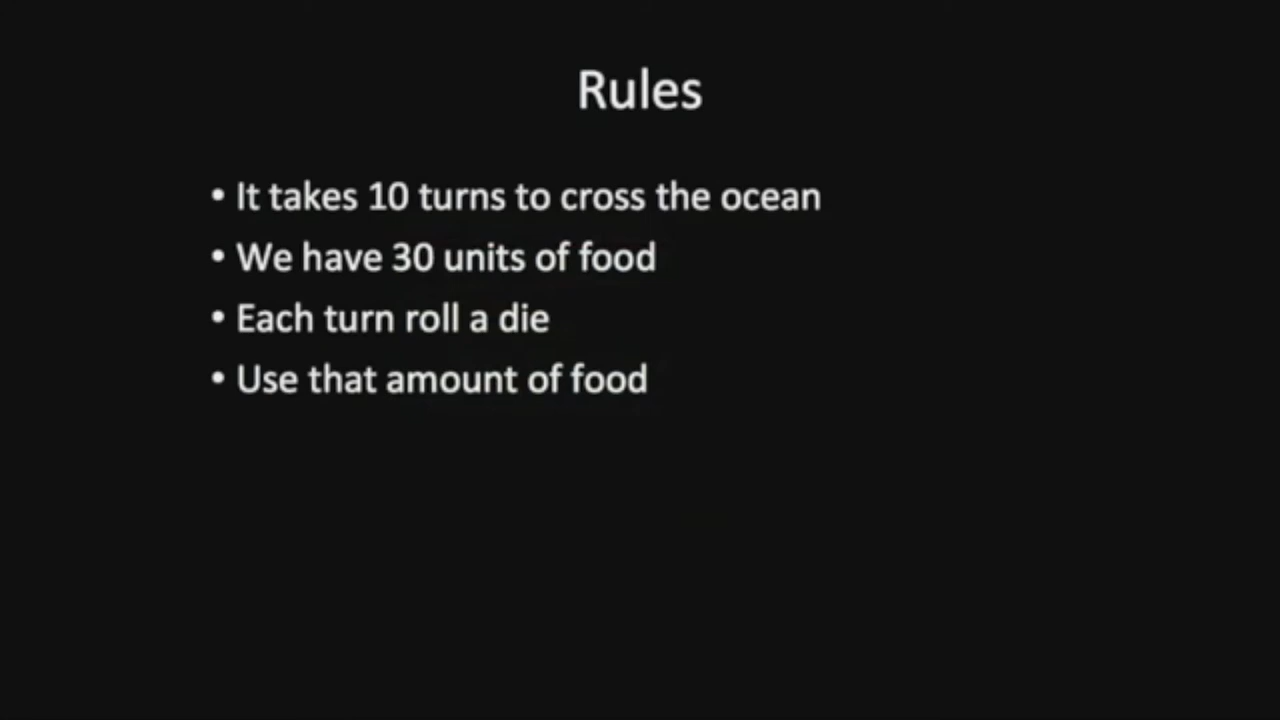 Rules
• It takes 10 turns to cross the ocean
• We have 30 units of food
• Each turn roll a die
• Use that amount of food